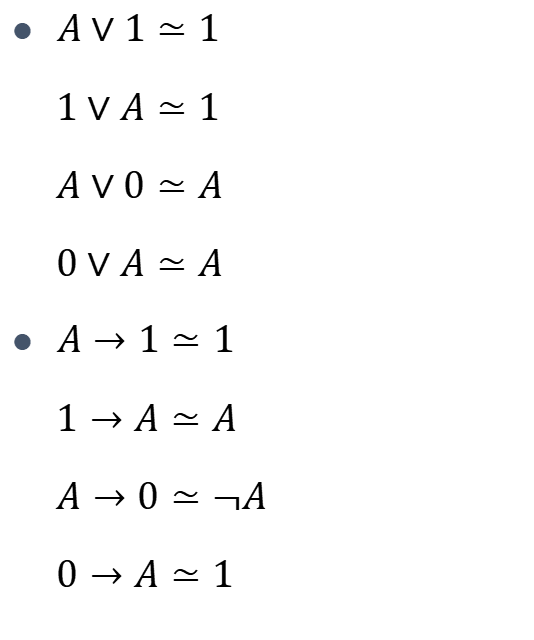 • A ∨ 1 ≃ 1
1 ∨ A ≃ 1
A ∨ 0 ≃ A
0 ∨ A ≃ A
• A → 1 ≃ 1
1 → A ≃ A
A → 0 ≃ ¬A
0 → A ≃ 1